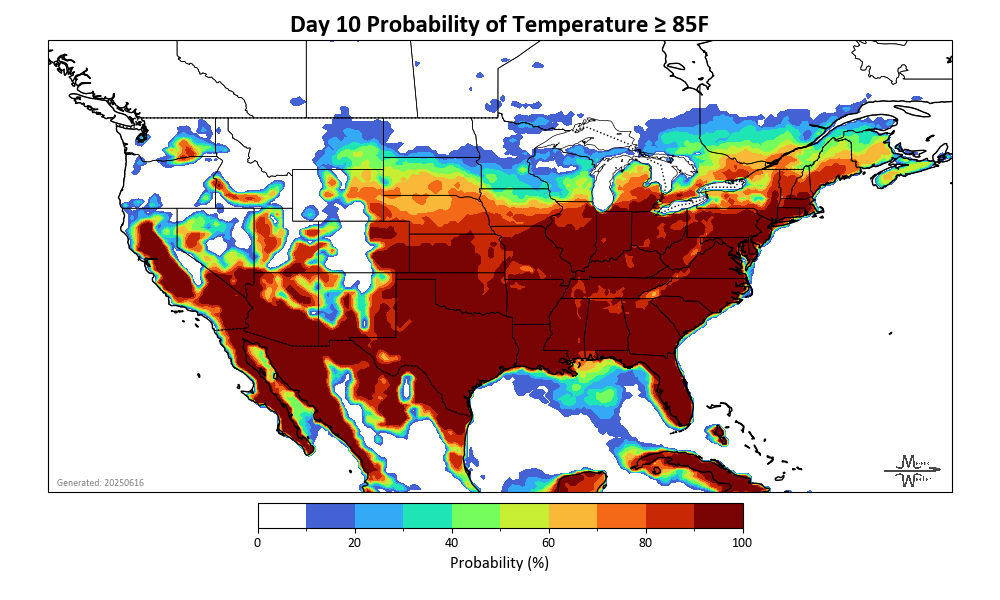 Day 10 Probability of Temperature ≥ 85F
Generated: 20250616
0 20 40 60 80 100
Probability (%)